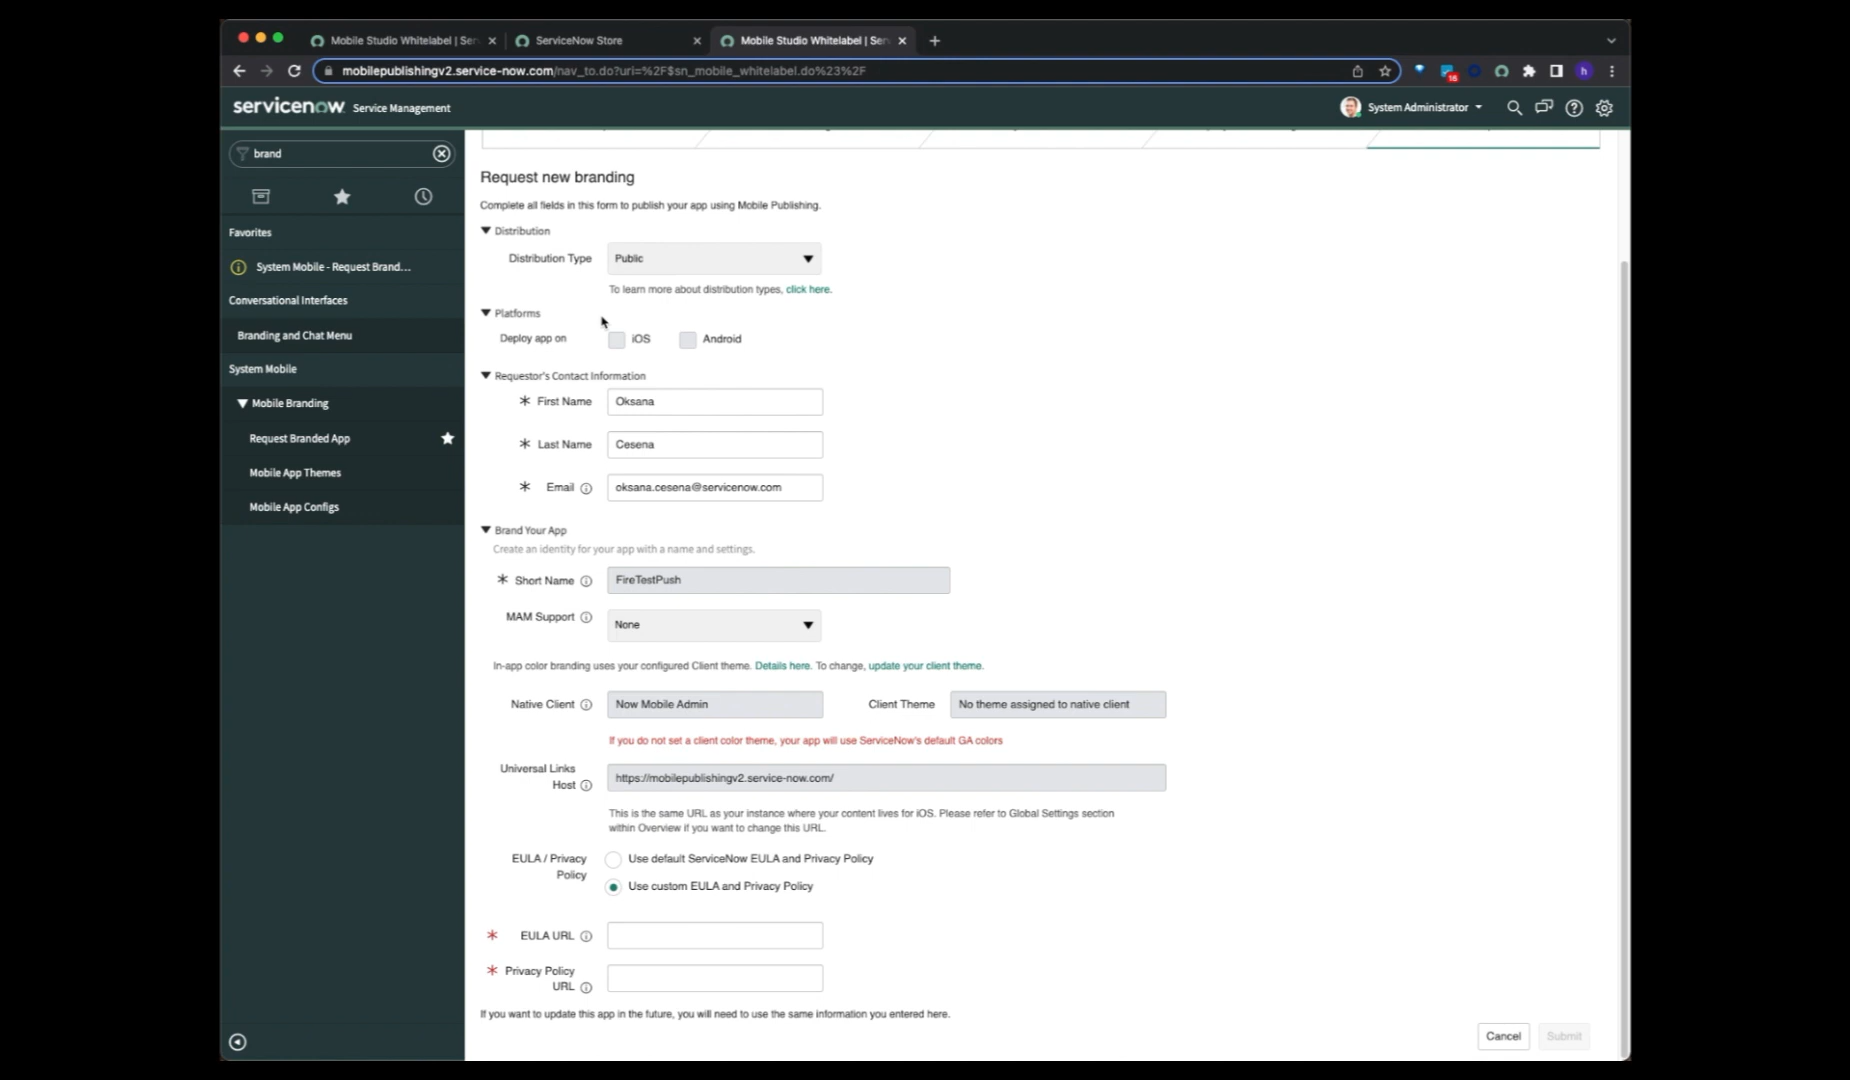 Mobile Studio Whitelabel | Ser
ServiceNow Store
Mobile Studio Whitelabel | Ser
mobilepublishingv2.service-now.com/nav_to.do?uri=%2F$sn_mobile_whitelabel.do%23%2F
16
h
servicenow Service Management
System Administrator
brand
Favorites
System Mobile - Request Brand...
Conversational Interfaces
Branding and Chat Menu
System Mobile
Mobile Branding
Request Branded App
Mobile App Themes
Mobile App Configs
Request new branding
Complete all fields in this form to publish your app using Mobile Publishing.
Distribution
Distribution Type Public
To learn more about distribution types, click here.
Platforms
Deploy app on iOS Android
Requestor's Contact Information
* First Name Oksana
* Last Name Cesena
* Email oksana.cesena@servicenow.com
Brand Your App
Create an identity for your app with a name and settings.
* Short Name FireTestPush
MAM Support None
In-app color branding uses your configured Client theme. Details here. To change, update your client theme.
Native Client Now Mobile Admin Client Theme No theme assigned to native client
If you do not set a client color theme, your app will use ServiceNow's default GA colors
Universal Links
Host https://mobilepublishingv2.service-now.com/
This is the same URL as your instance where your content lives for iOS. Please refer to Global Settings section
within Overview if you want to change this URL.
EULA / Privacy
Policy
Use default ServiceNow EULA and Privacy Policy
Use custom EULA and Privacy Policy
* EULA URL
* Privacy Policy
URL
If you want to update this app in the future, you will need to use the same information you entered here.
Cancel Submit